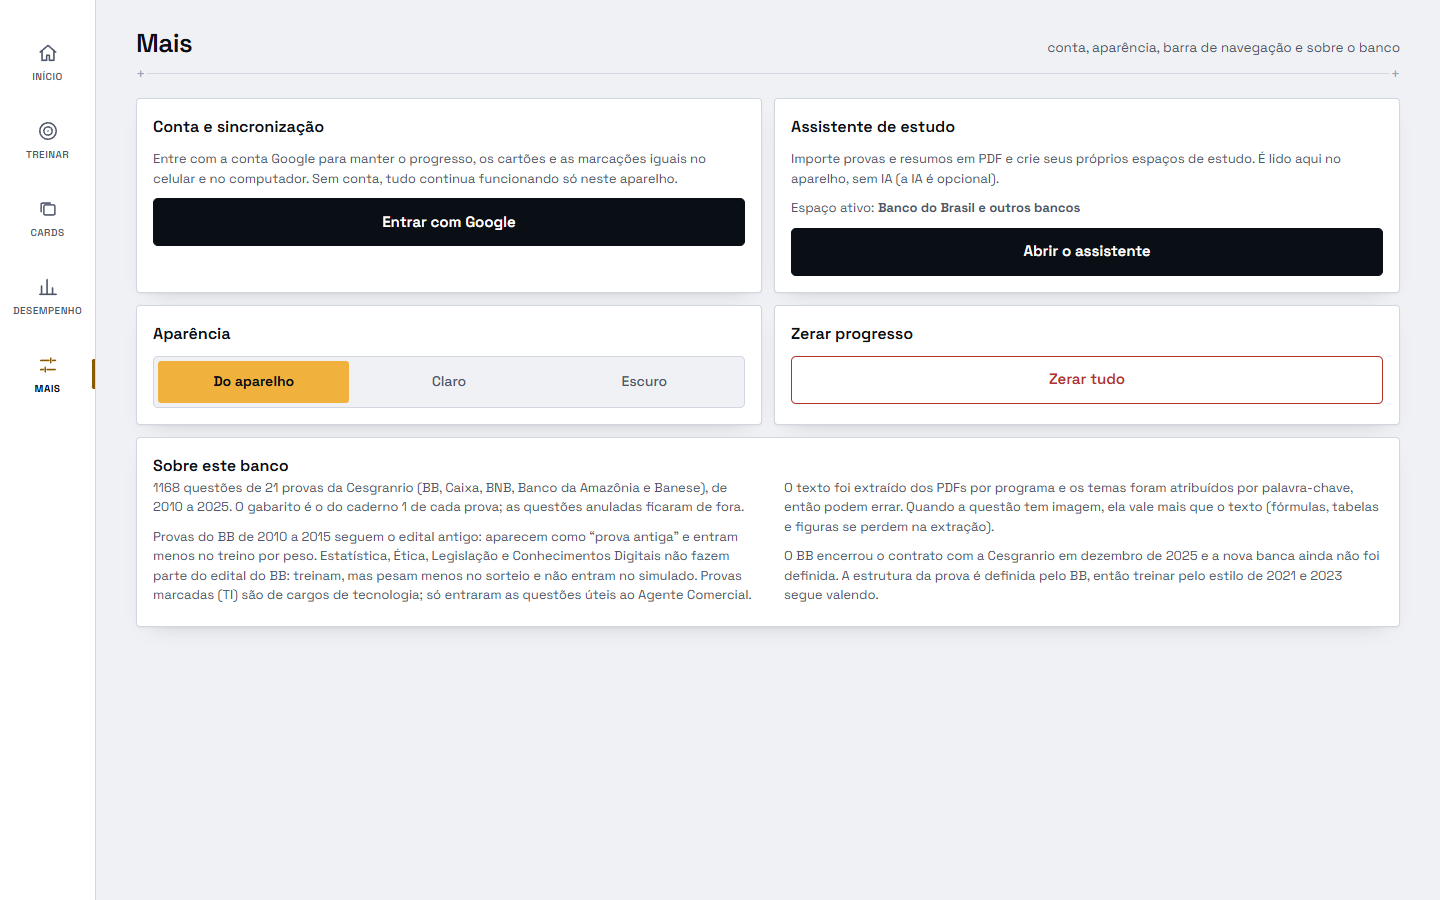 INÍCIO
TREINAR
CARDS
DESEMPENHO
MAIS
Mais
conta, aparência, barra de navegação e sobre o banco
Conta e sincronização
Entre com a conta Google para manter o progresso, os cartões e as marcações iguais no
celular e no computador. Sem conta, tudo continua funcionando só neste aparelho.
Entrar com Google
Assistente de estudo
Importe provas e resumos em PDF e crie seus próprios espaços de estudo. É lido aqui no
aparelho, sem IA (a IA é opcional).
Espaço ativo: Banco do Brasil e outros bancos
Abrir o assistente
Aparência
Do aparelho
Claro
Escuro
Zerar progresso
Zerar tudo
Sobre este banco
1168 questões de 21 provas da Cesgranrio (BB, Caixa, BNB, Banco da Amazônia e Banese), de
2010 a 2025. O gabarito é o do caderno 1 de cada prova; as questões anuladas ficaram de fora.
Provas do BB de 2010 a 2015 seguem o edital antigo: aparecem como “prova antiga” e entram
menos no treino por peso. Estatística, Ética, Legislação e Conhecimentos Digitais não fazem
parte do edital do BB: treinam, mas pesam menos no sorteio e não entram no simulado. Provas
marcadas (TI) são de cargos de tecnologia; só entraram as questões úteis ao Agente Comercial.
O texto foi extraído dos PDFs por programa e os temas foram atribuídos por palavra-chave,
então podem errar. Quando a questão tem imagem, ela vale mais que o texto (fórmulas, tabelas
e figuras se perdem na extração).
O BB encerrou o contrato com a Cesgranrio em dezembro de 2025 e a nova banca ainda não foi
definida. A estrutura da prova é definida pelo BB, então treinar pelo estilo de 2021 e 2023
segue valendo.